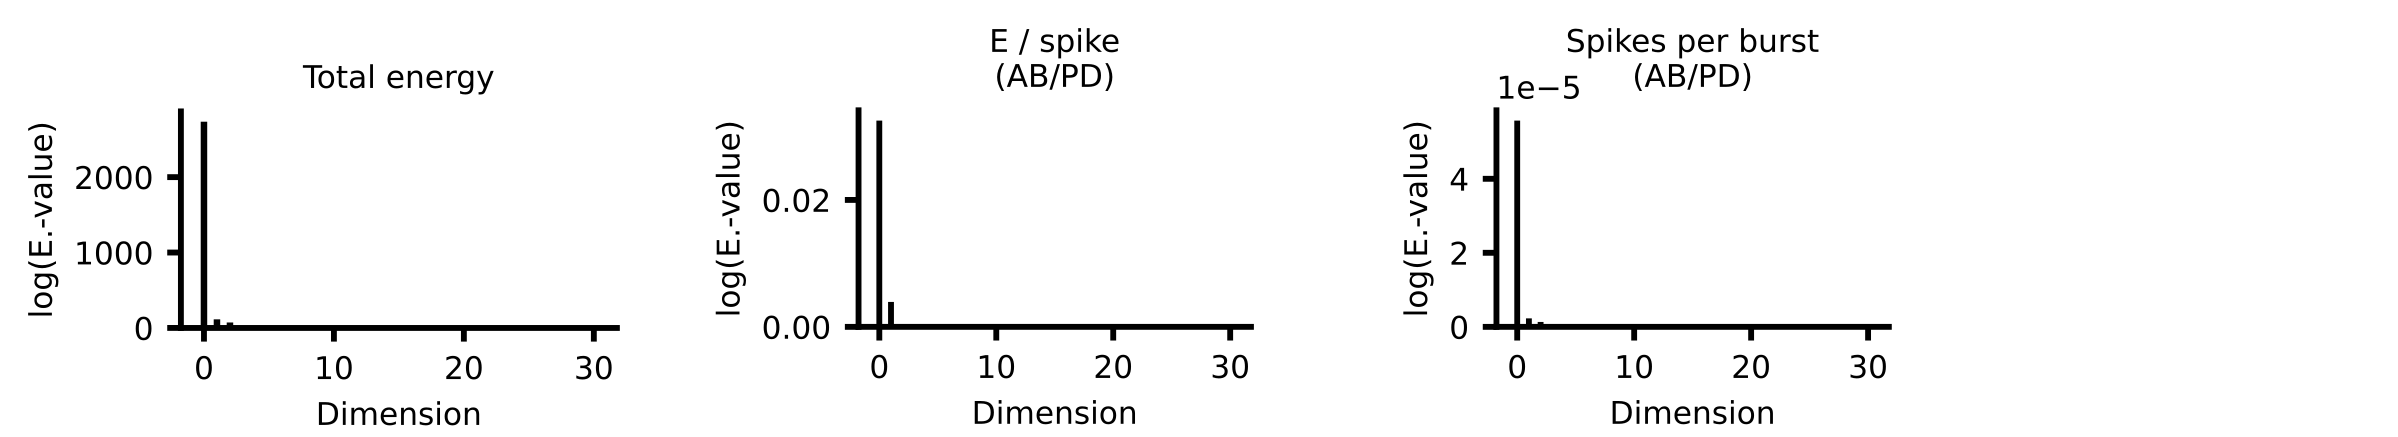 Total energy
log(E.-value)
2000
1000
0
0 10 20 30
Dimension
E / spike
(AB/PD)
log(E.-value)
0.02
0.00
0 10 20 30
Dimension
Spikes per burst
(AB/PD)
1e−5
log(E.-value)
4
2
0
0 10 20 30
Dimension